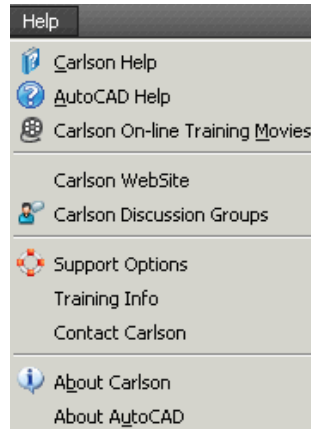 Help
Carlson Help
AutoCAD Help
Carlson On-line Training Movies
Carlson WebSite
Carlson Discussion Groups
Support Options
Training Info
Contact Carlson
About Carlson
About AutoCAD